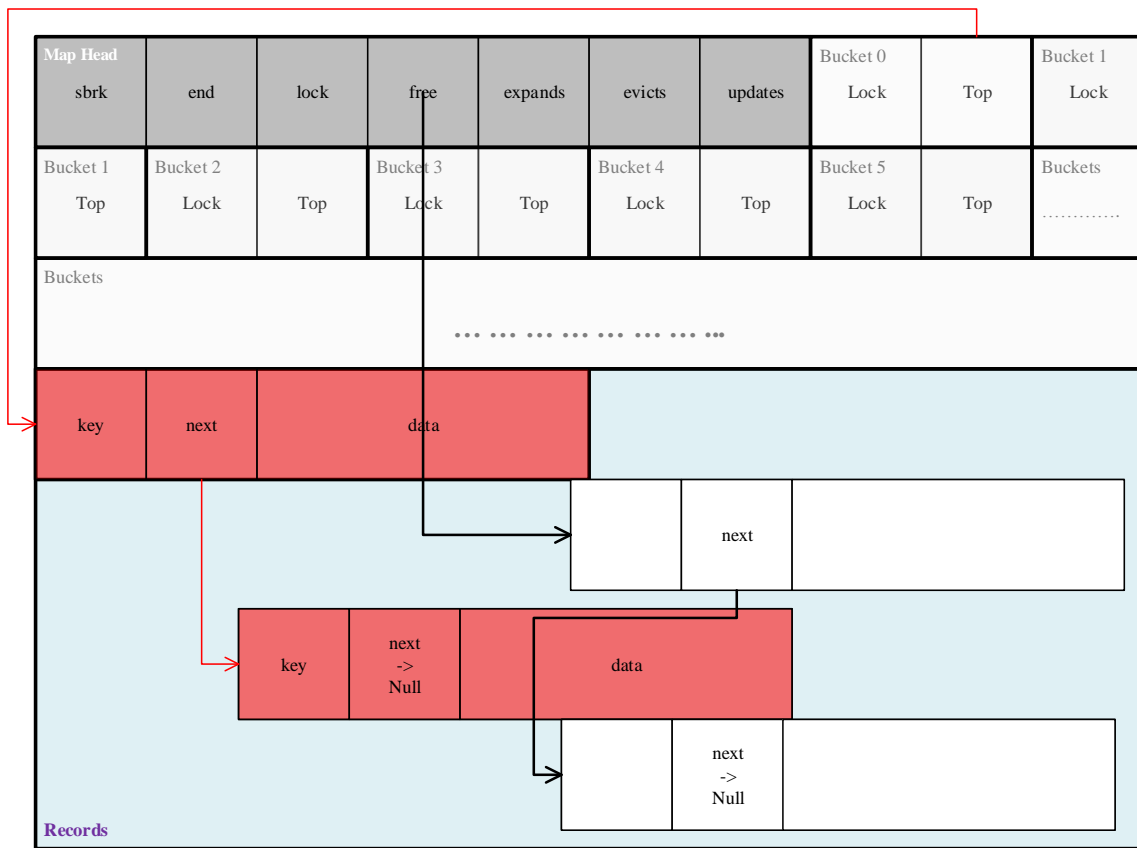 Map Head
sbrk
end
lock
free
expands
evicts
updates
Bucket 0
Lock
Top
Bucket 1
Lock
Bucket 1
Top
Bucket 2
Lock
Top
Bucket 3
Lock
Top
Bucket 4
Lock
Top
Bucket 5
Lock
Top
Buckets
………….
Buckets
… … … … … … … …
key
next
data
next
key
next
->
Null
data
next
->
Null
Records